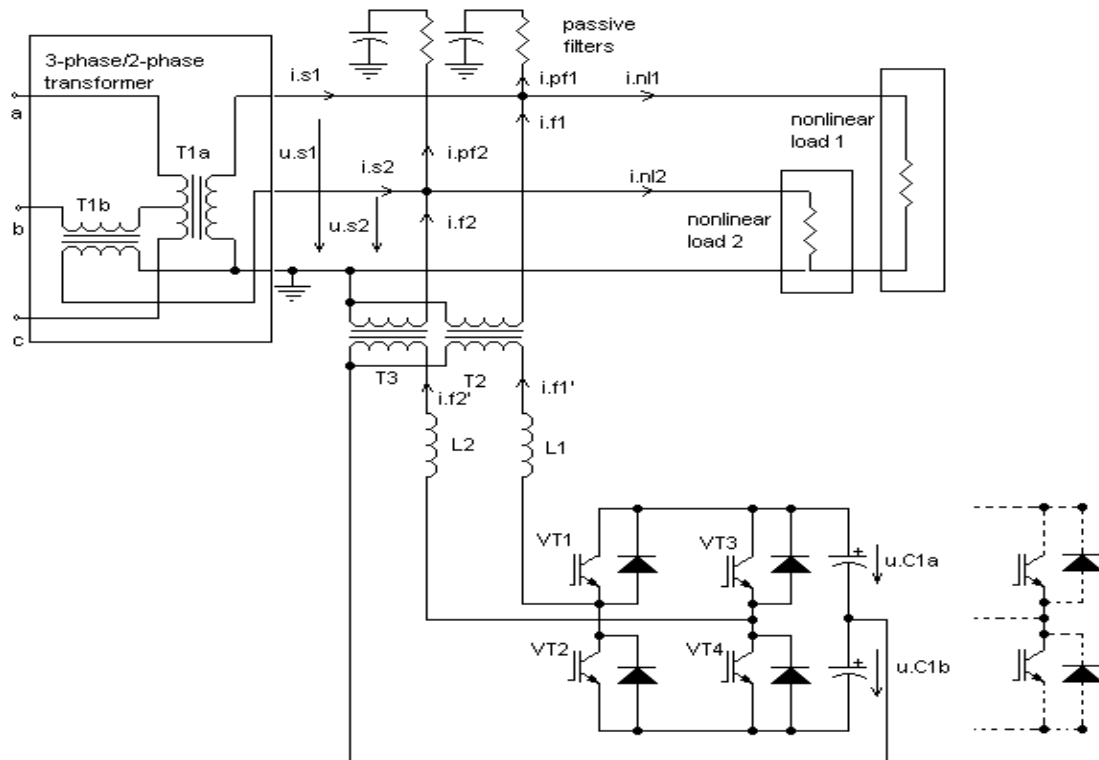 passive
filters
3-phase/2-phase
transformer
i.s1
i.pf1
i.nl1
a
i.f1
nonlinear
load 1
T1a
u.s1
i.pf2
i.s2
i.nl2
T1b
b
u.s2
i.f2
nonlinear
load 2
c
T3
T2
i.f2'
i.f1'
L2
L1
VT1
VT3
+
u.C1a
VT2
VT4
+
u.C1b